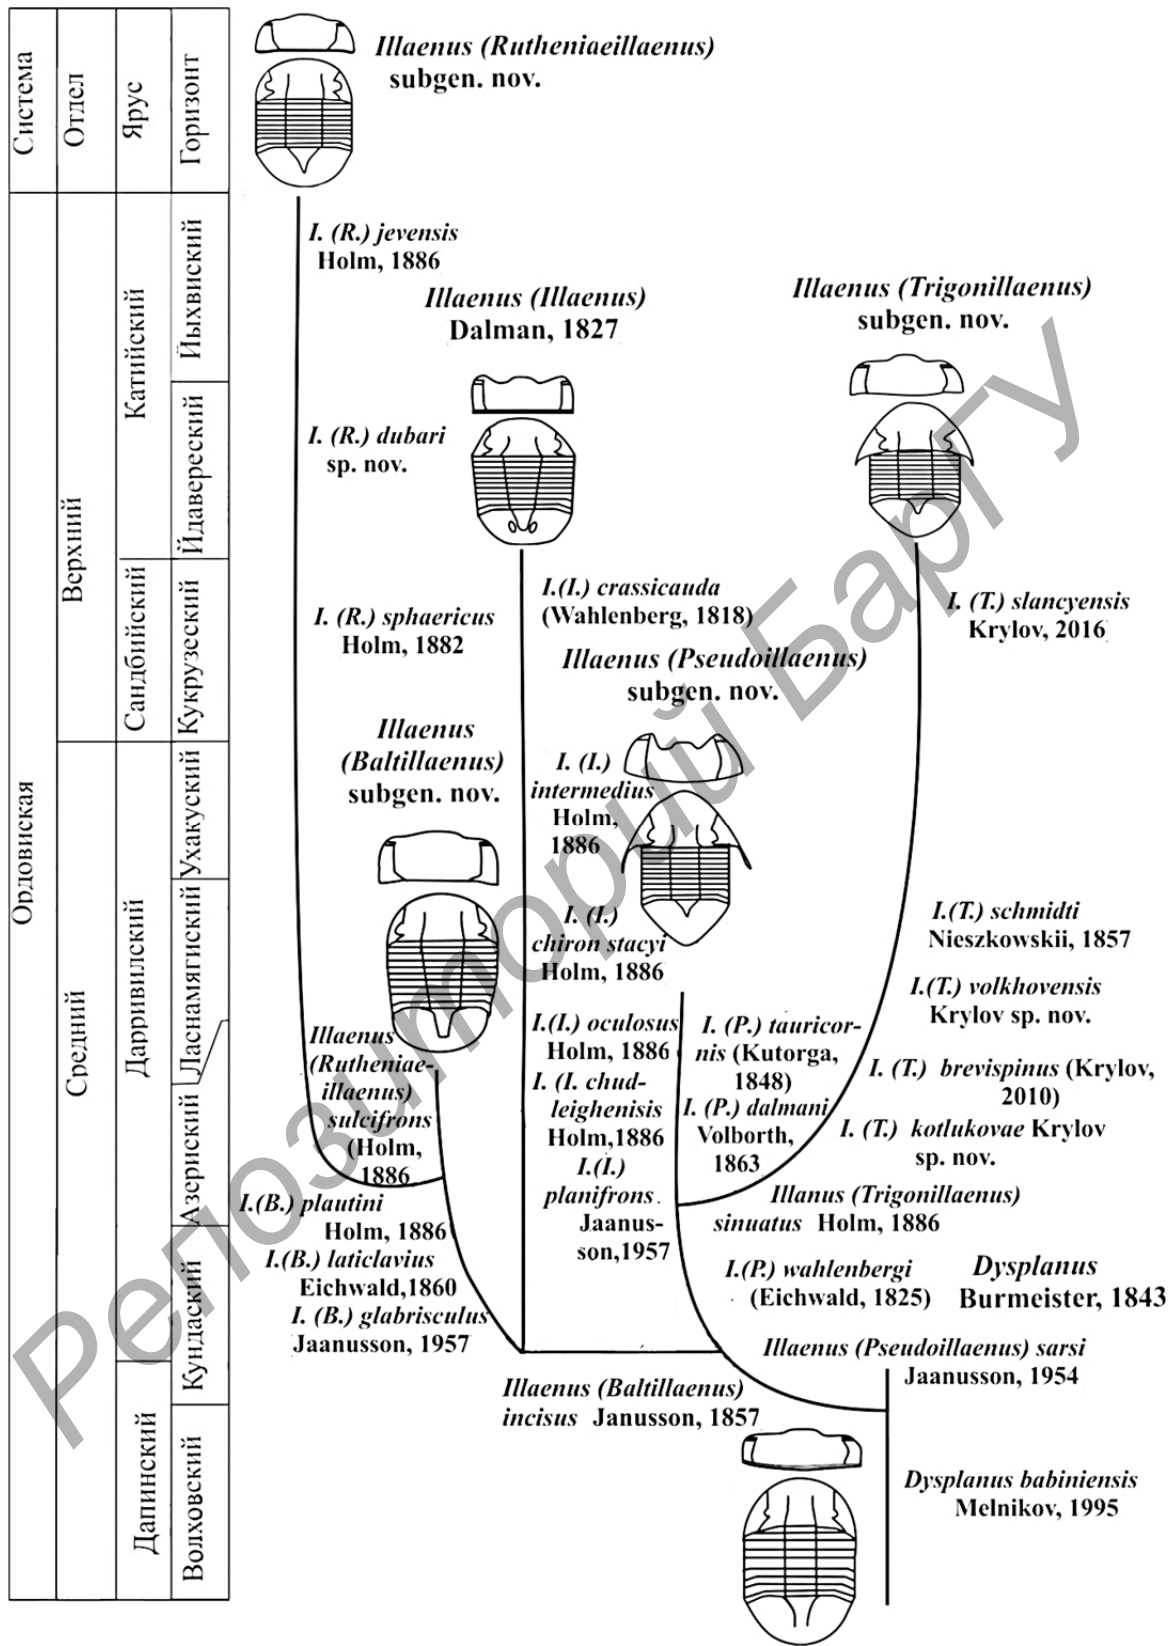 Система
Отдел
Ярус
Горизонт
Ордовиская
Верхний
Средний
Катийский
Сандбийский
Дарривилский
Дапинский
Йыхвиский
Йдавереский
Кукрузсский
Ухакуский
Ласнамягиский
Азериский
Кундаский
Волховский
Illaenus (Rutheniaeillaenus)
subgen. nov.
I. (R.) jevensis
Holm, 1886
Illaenus (Illaenus)
Dalman, 1827
Illaenus (Trigonillaenus)
subgen. nov.
I. (R.) dubari
sp. nov.
I. (R.) sphaericus
Holm, 1882
I.(I.) crassicauda
(Wahlenberg, 1818)
I. (T.) slancyensis
Krylov, 2016
Illaenus (Pseudoillaenus)
subgen. nov.
Illaenus
(Baltillaenus)
subgen. nov.
I. (I.)
intermedius
Holm,
1886
I. (I.)
chiron stacyi
Holm, 1886
I.(T.) schmidti
Nieszkowskii, 1857
I.(T.) volkhovensis
Krylov sp. nov.
Illaenus
(Rutheniae-
illaenus)
sulcifrons
(Holm,
1886
I.(I.) oculosus
Holm, 1886
I. (I. chud-
leighenisis
Holm,1886
I.(I.)
planifrons.
Jaanus-
son,1957
I. (P.) tauricor-
nis (Kutorga,
1848)
I. (P.) dalmani
Volborth,
1863
I. (T.) brevispinus (Krylov,
2010)
I. (T.) kotlukovae Krylov
sp. nov.
I.(B.) plautini
Holm, 1886
I.(B.) laticlavius
Eichwald,1860
I. (B.) glabrisculus
Jaanusson, 1957
Illanus (Trigonillaenus)
sinuatus Holm, 1886
I.(P.) wahlenbergi
(Eichwald, 1825)
Dysplanus
Burmeister, 1843
Illaenus (Pseudoillaenus) sarsi
Jaanusson, 1954
Illaenus (Baltillaenus)
incisus Janusson, 1857
Dysplanus babiniensis
Melnikov, 1995
Репозиторий БарГУ